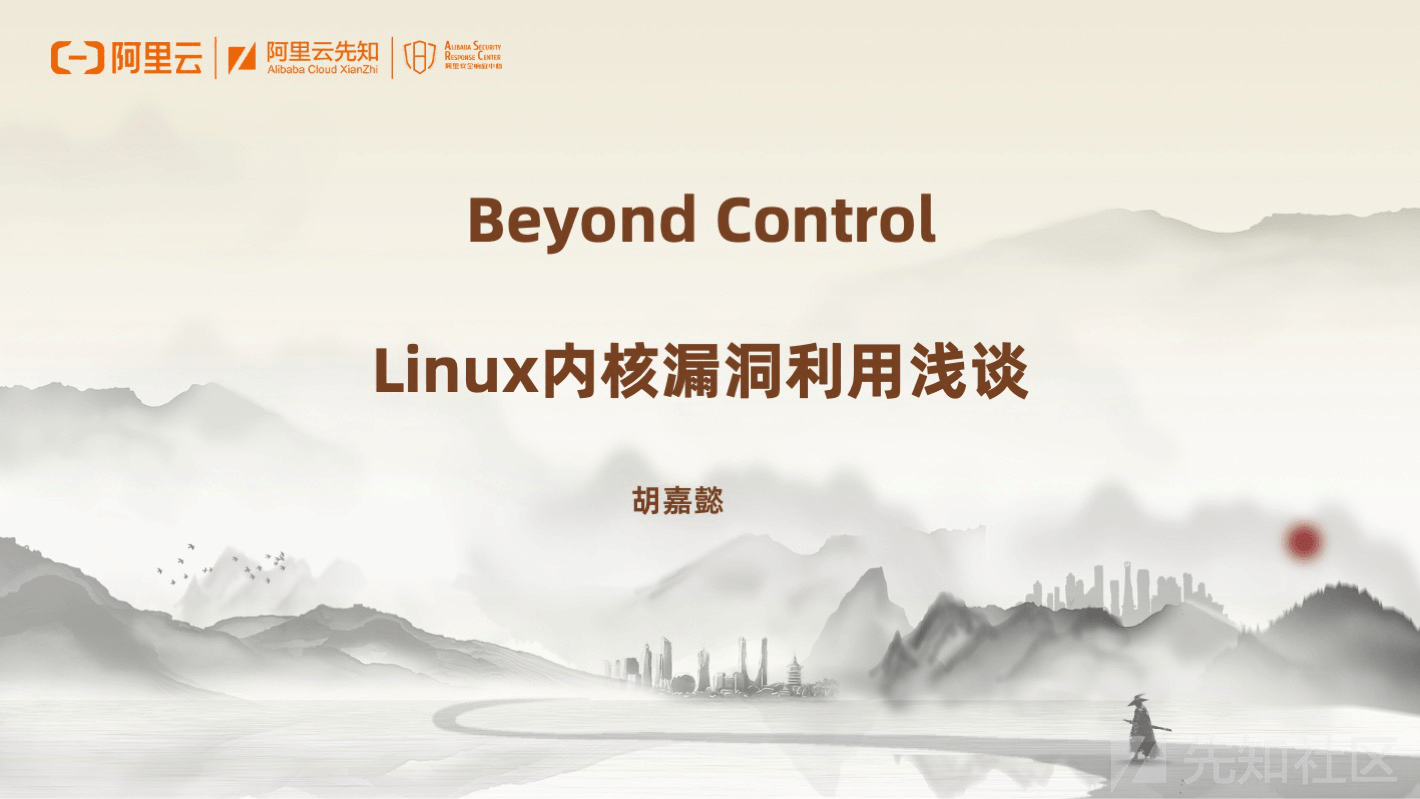 阿里云
阿里云先知
Alibaba Cloud XianZhi
ALIBABA SECURITY
RESPONSE CENTER
阿里安全响应中心
Beyond Control
Linux内核漏洞利用浅谈
胡嘉懿
先知社区